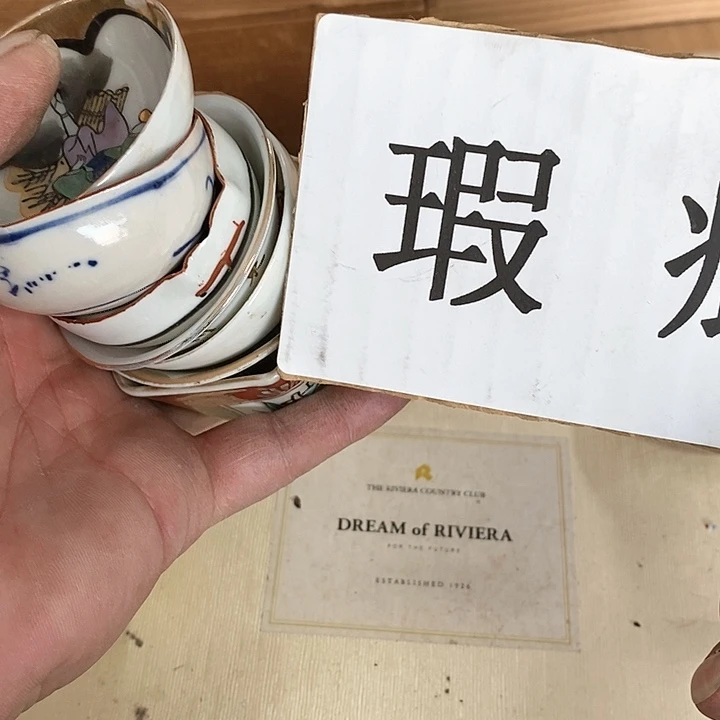 瑕
THE RIVIERA COUNTRY CLUB
DREAM of RIVIERA
FOR THE FUTURE
ESTABLISHED 1926